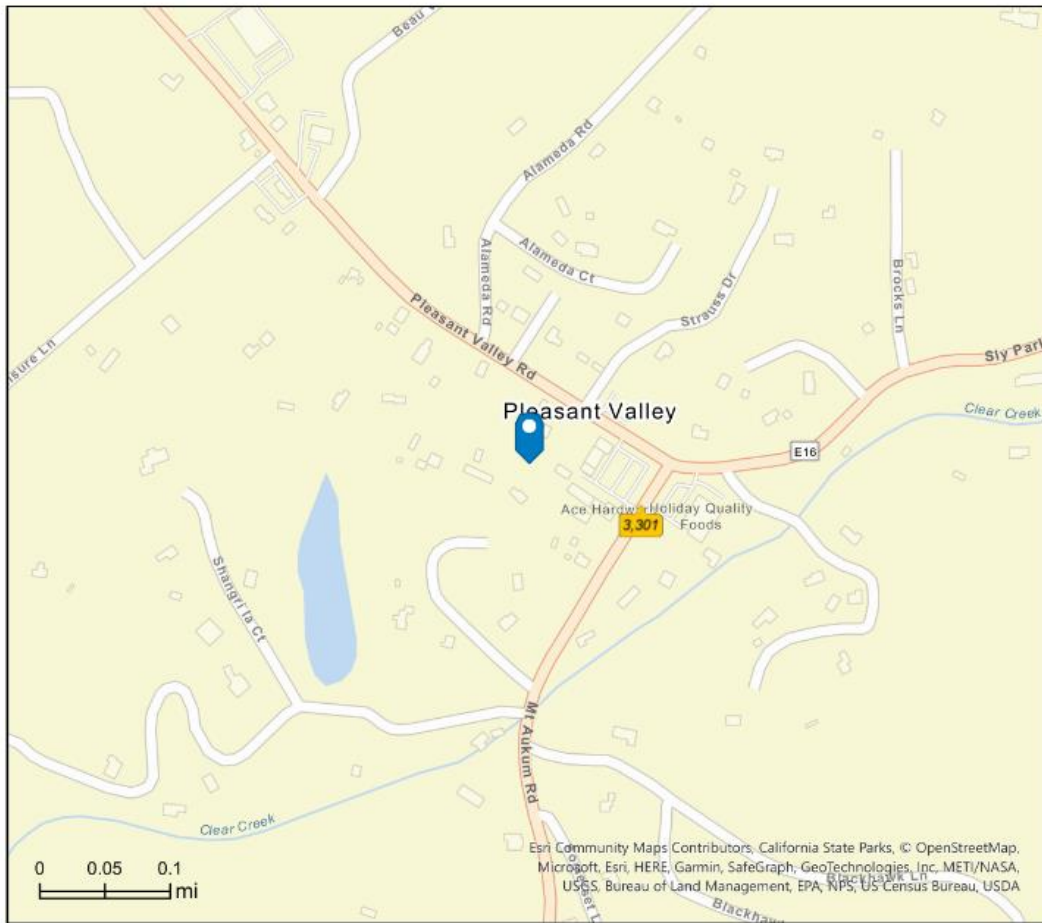 Beau
Alameda Rd
Alameda Ct
Alameda Rd
Strauss Dr
Brocks Ln
Pleasant Valley Rd
Sly Park
Clear Creek
Pleasant Valley
E16
Ace Hardw
Holiday Quality
Foods
3,301
Shangri la Ct
Mt Aukum Rd
Clear Creek
0 0.05 0.1
mi
Esri Community Maps Contributors, California State Parks, © OpenStreetMap,
Microsoft, Esri, HERE, Garmin, SafeGraph, GeoTechnologies, Inc, METI/NASA,
USGS, Bureau of Land Management, EPA, NPS, US Census Bureau, USDA
Blackhawk Ln
Blackhawk